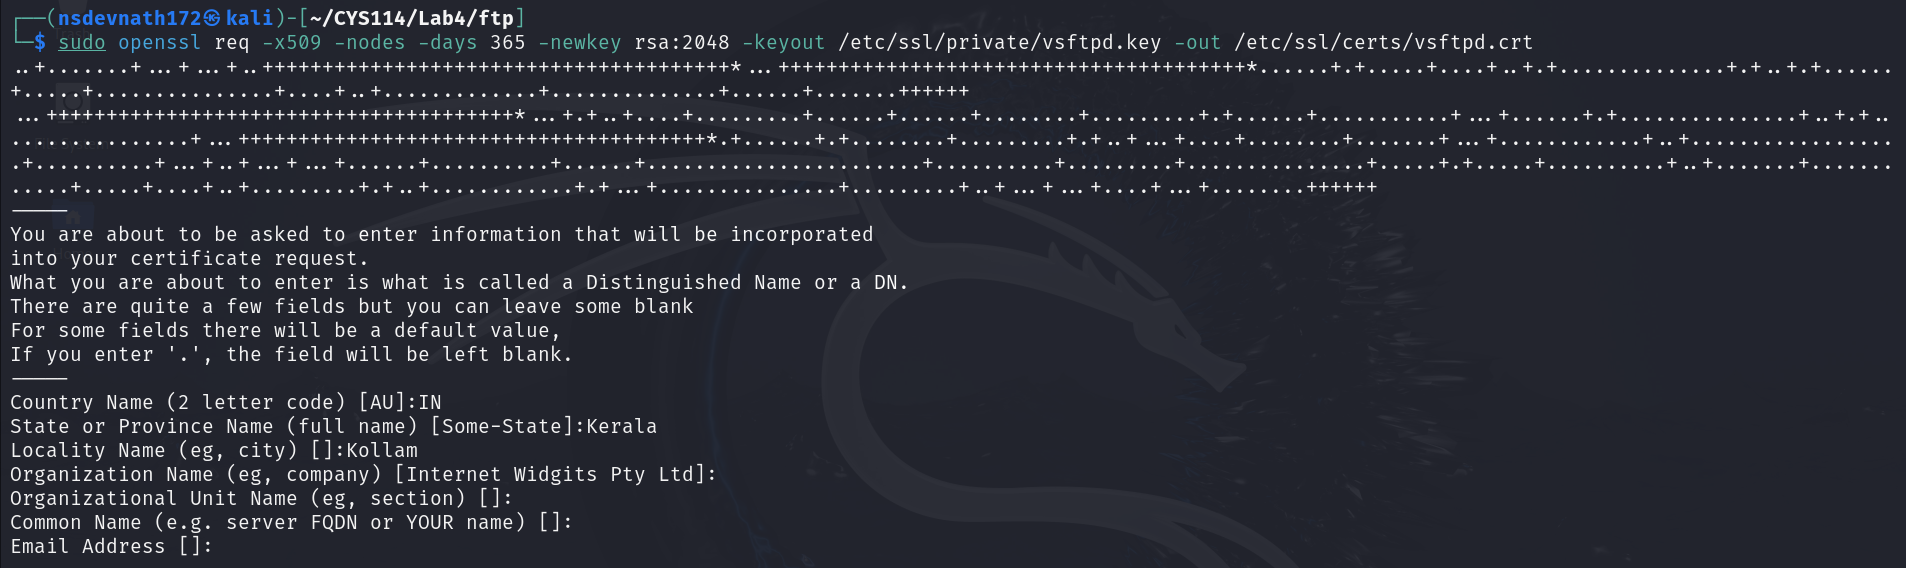 ┌──(nsdevnath172㉿kali)-[~/CYS114/Lab4/ftp]
└─$ sudo openssl req -x509 -nodes -days 365 -newkey rsa:2048 -keyout /etc/ssl/private/vsftpd.key -out /etc/ssl/certs/vsftpd.crt
..+.......+...+...+..+++++++++++++++++++++++++++++++++++++++*...+++++++++++++++++++++++++++++++++++++++*......+.+.....+....+..+.+..............+.+..+.+......
+.....+...............+....+..+.............+..............+......+.......++++++
...+++++++++++++++++++++++++++++++++++++++*...+.+..+....+.........+......+......+........+.........+.+......+...........+...+......+.+...............+..+.+..
...............+...+++++++++++++++++++++++++++++++++++++++*.+......+.+........+.........+.+..+...+....+........+.......+...+............+..+.................
.+..........+...+..+...+...+......+..........+......+.......................+..........+.........+...............+.....+.+.....+..........+..+.......+.......
.....+.....+....+..+.........+.+..+............+.+...+...............+.........+..+...+...+....+...+........++++++
-----
You are about to be asked to enter information that will be incorporated
into your certificate request.
What you are about to enter is what is called a Distinguished Name or a DN.
There are quite a few fields but you can leave some blank
For some fields there will be a default value,
If you enter '.', the field will be left blank.
-----
Country Name (2 letter code) [AU]:IN
State or Province Name (full name) [Some-State]:Kerala
Locality Name (eg, city) []:Kollam
Organization Name (eg, company) [Internet Widgits Pty Ltd]:
Organizational Unit Name (eg, section) []:
Common Name (e.g. server FQDN or YOUR name) []:
Email Address []: